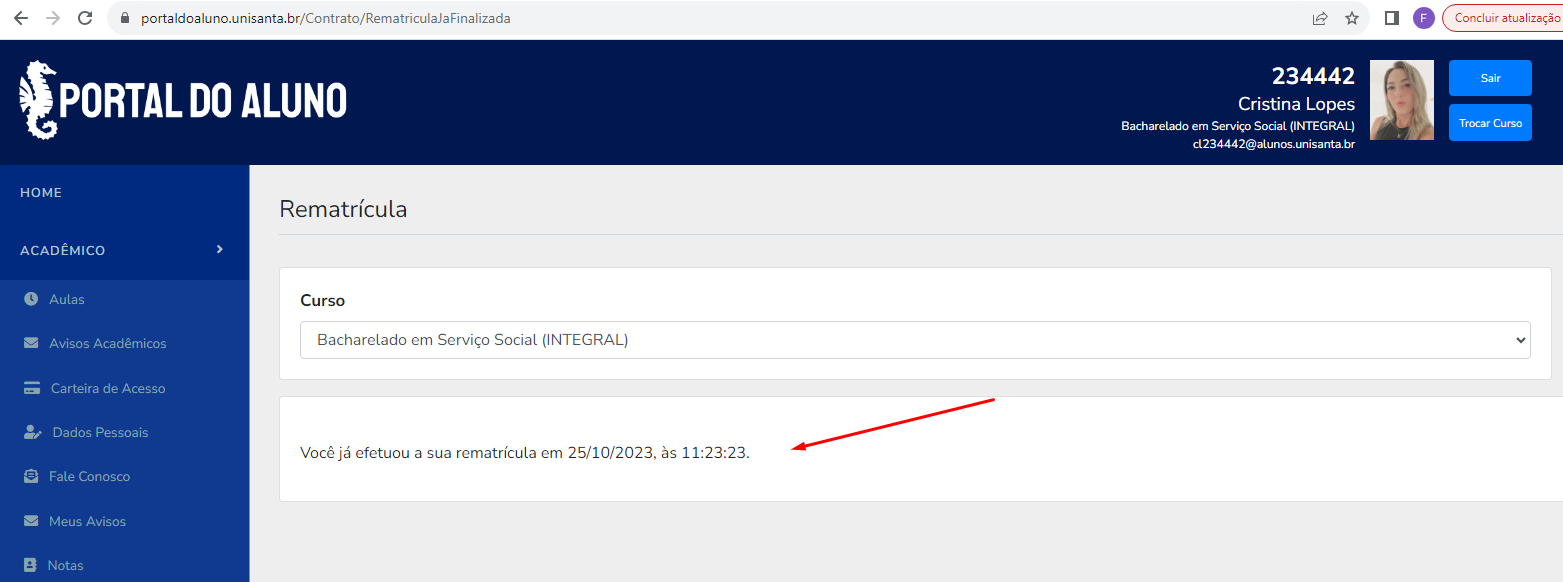 portaldoaluno.unisanta.br/Contrato/RematriculaJaFinalizada
F
Concluir atualização
PORTAL DO ALUNO
234442
Cristina Lopes
Bacharelado em Serviço Social (INTEGRAL)
cl234442@alunos.unisanta.br
Sair
Trocar Curso
HOME
ACADÊMICO
Aulas
Avisos Acadêmicos
Carteira de Acesso
Dados Pessoais
Fale Conosco
Meus Avisos
Notas
Rematrícula
Curso
Bacharelado em Serviço Social (INTEGRAL)
Você já efetuou a sua rematrícula em 25/10/2023, às 11:23:23.